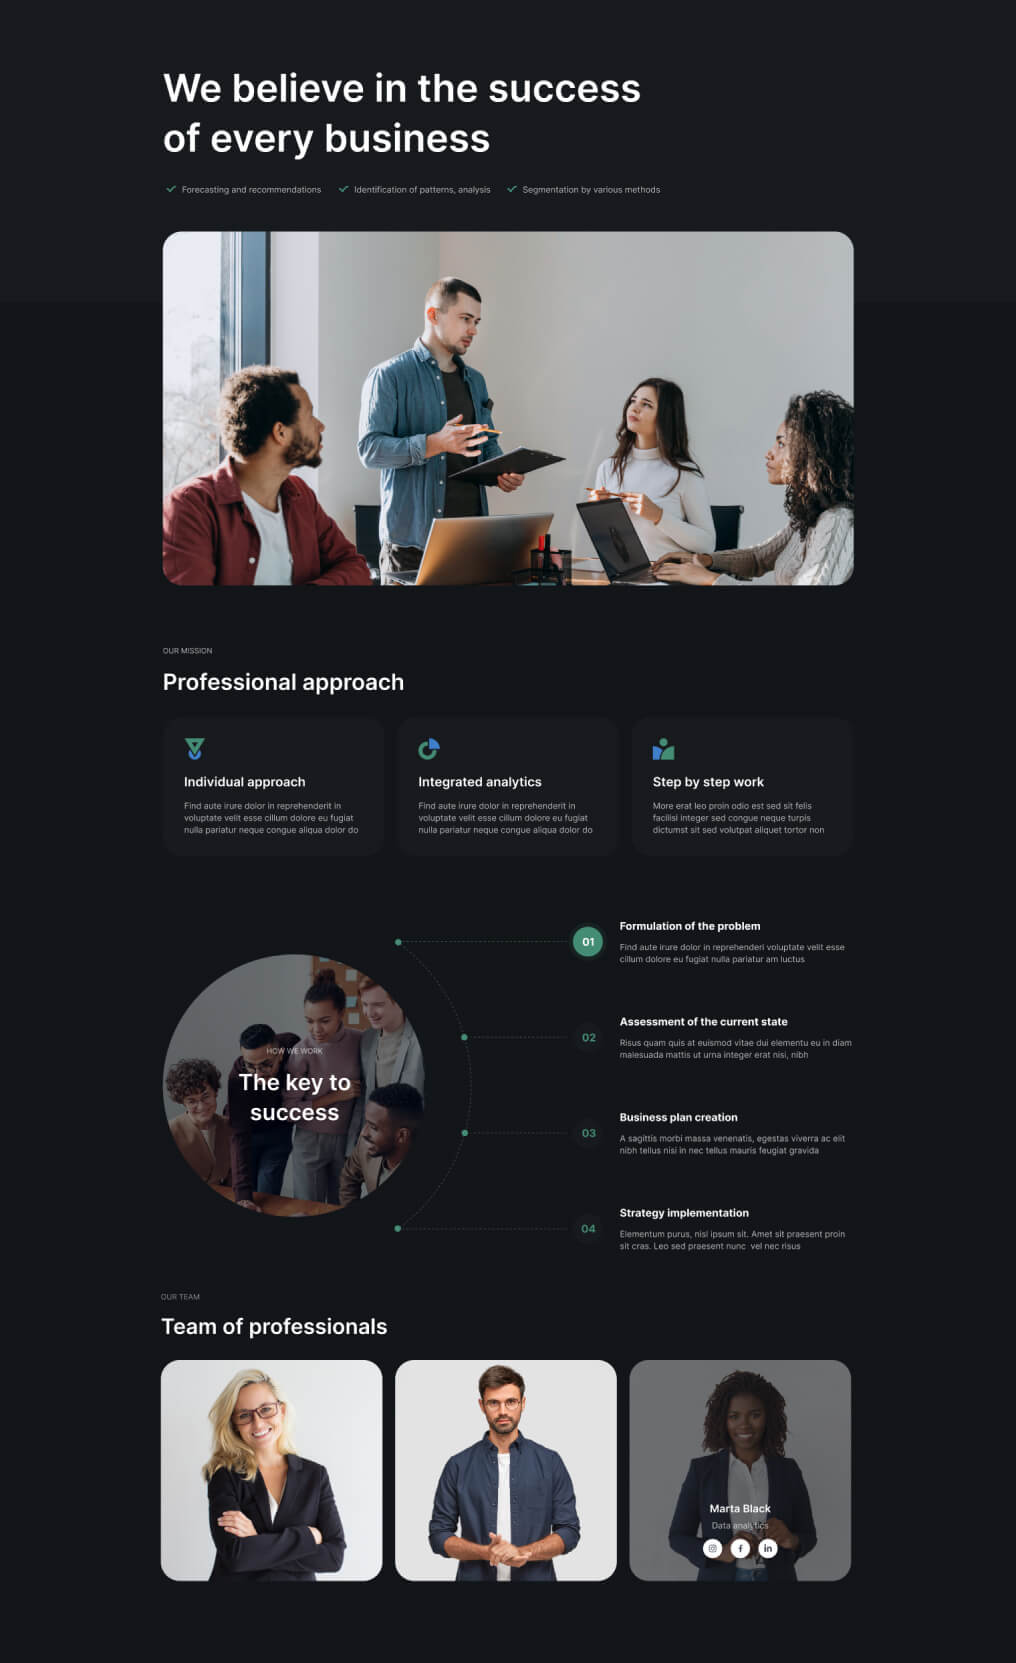 We believe in the success
of every business
Forecasting and recommendations
Identification of patterns, analysis
Segmentation by various methods
OUR MISSION
Professional approach
Individual approach
Find aute irure dolor in reprehenderit in
voluptate velit esse cillum dolore eu fugiat
nulla pariatur neque congue aliqua dolor do
Integrated analytics
Find aute irure dolor in reprehenderit in
voluptate velit esse cillum dolore eu fugiat
nulla pariatur neque congue aliqua dolor do
Step by step work
More erat leo proin odio est sed sit felis
facilisi integer sed congue neque turpis
dictumst sit sed volutpat aliquet tortor non
HOW WE WORK
The key to
success
01
Formulation of the problem
Find aute irure dolor in reprehenderi voluptate velit esse
cillum dolore eu fugiat nulla pariatur am luctus
02
Assessment of the current state
Risus quam quis at euismod vitae dui elementu eu in diam
malesuada mattis ut urna integer erat nisi, nibh
03
Business plan creation
A sagittis morbi massa venenatis, egestas viverra ac elit
nibh tellus nisi in nec tellus mauris feugiat gravida
04
Strategy implementation
Elementum purus, nisl ipsum sit. Amet sit praesent proin
sit cras. Leo sed praesent nunc  vel nec risus
OUR TEAM
Team of professionals
Marta Black
Data analytics